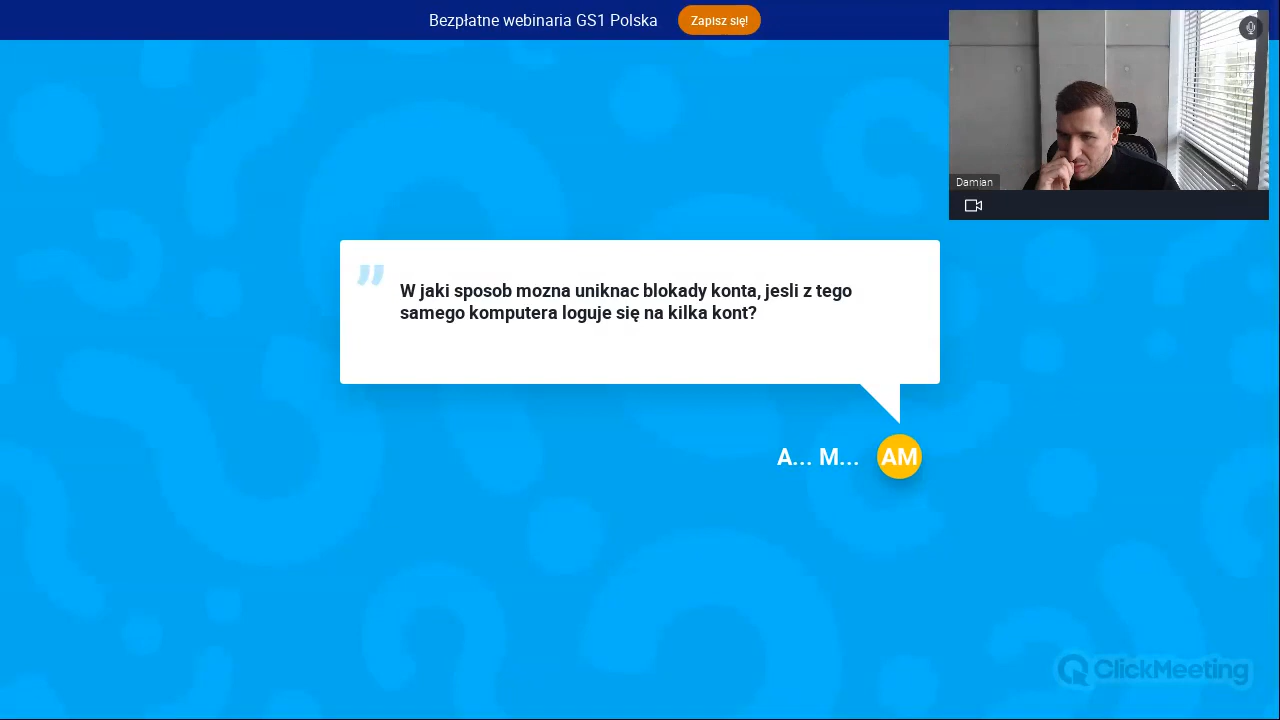 Bezpłatne webinaria GS1 Polska
Zapisz się!
Damian
W jaki sposob mozna uniknac blokady konta, jesli z tego
samego komputera loguje się na kilka kont?
A... M...
AM
ClickMeeting